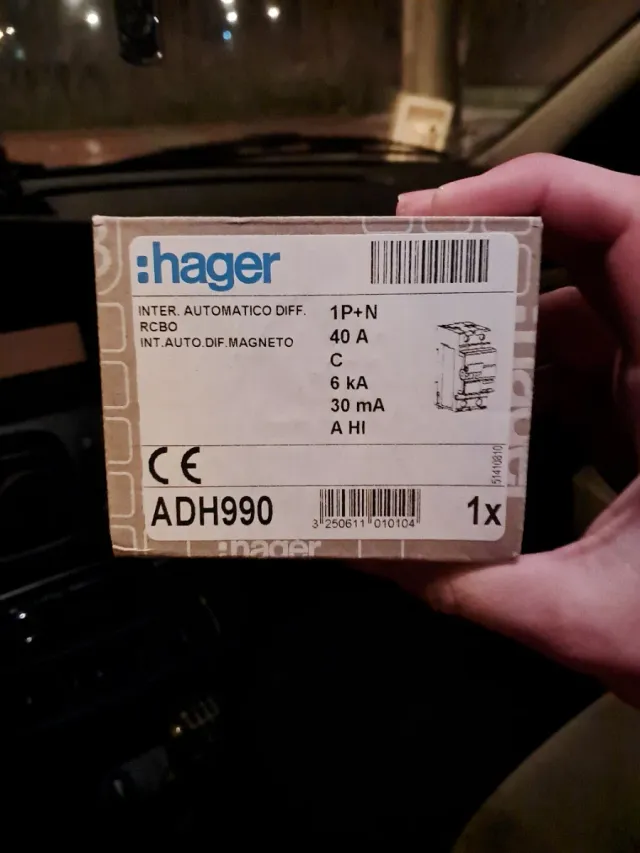 :hager
INTER. AUTOMATICO DIFF.
RCBO
INT.AUTO.DIF.MAGNETO
1P+N
40 A
C
6 kA
30 mA
A HI
51410810
CE
ADH990
3 250611 010104
1x
:hager